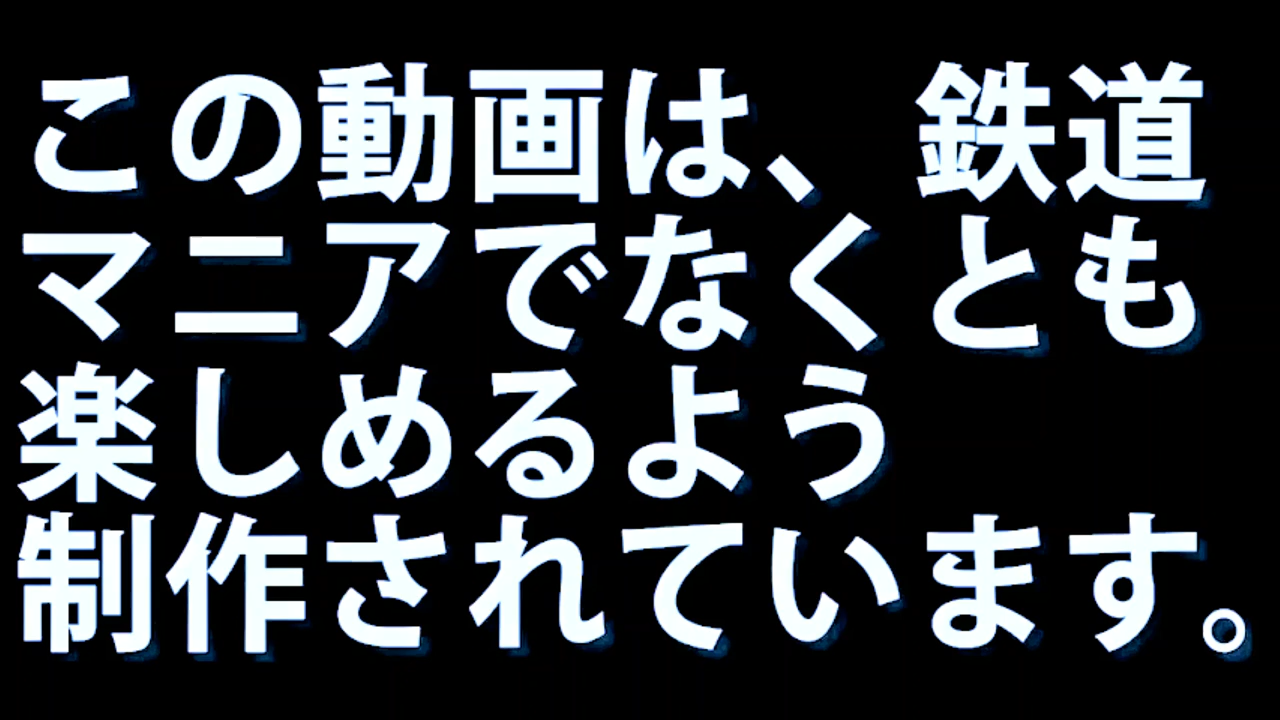 この動画は、鉄道
マニアでなくとも
楽しめるよう
制作されています。